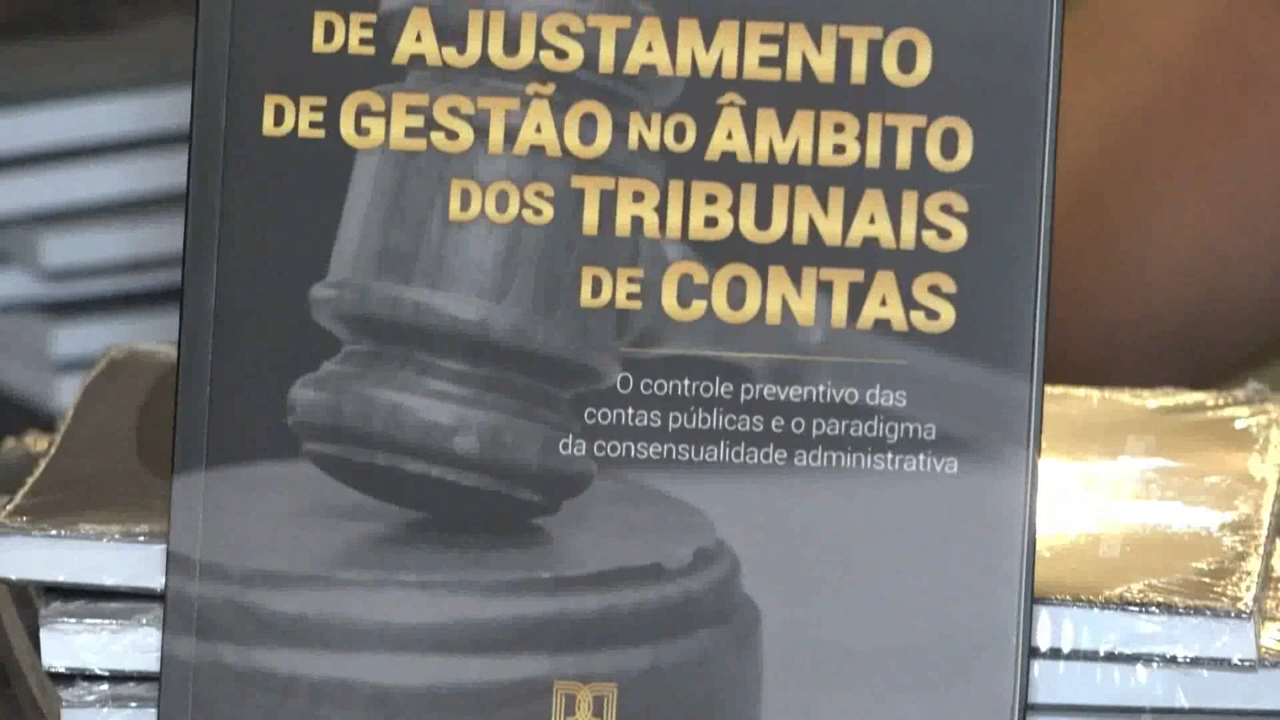 DE AJUSTAMENTO
DE GESTÃO NO ÂMBITO
DOS TRIBUNAIS
DE CONTAS
O controle preventivo das
contas públicas e o paradigma
da consensualidade administrativa